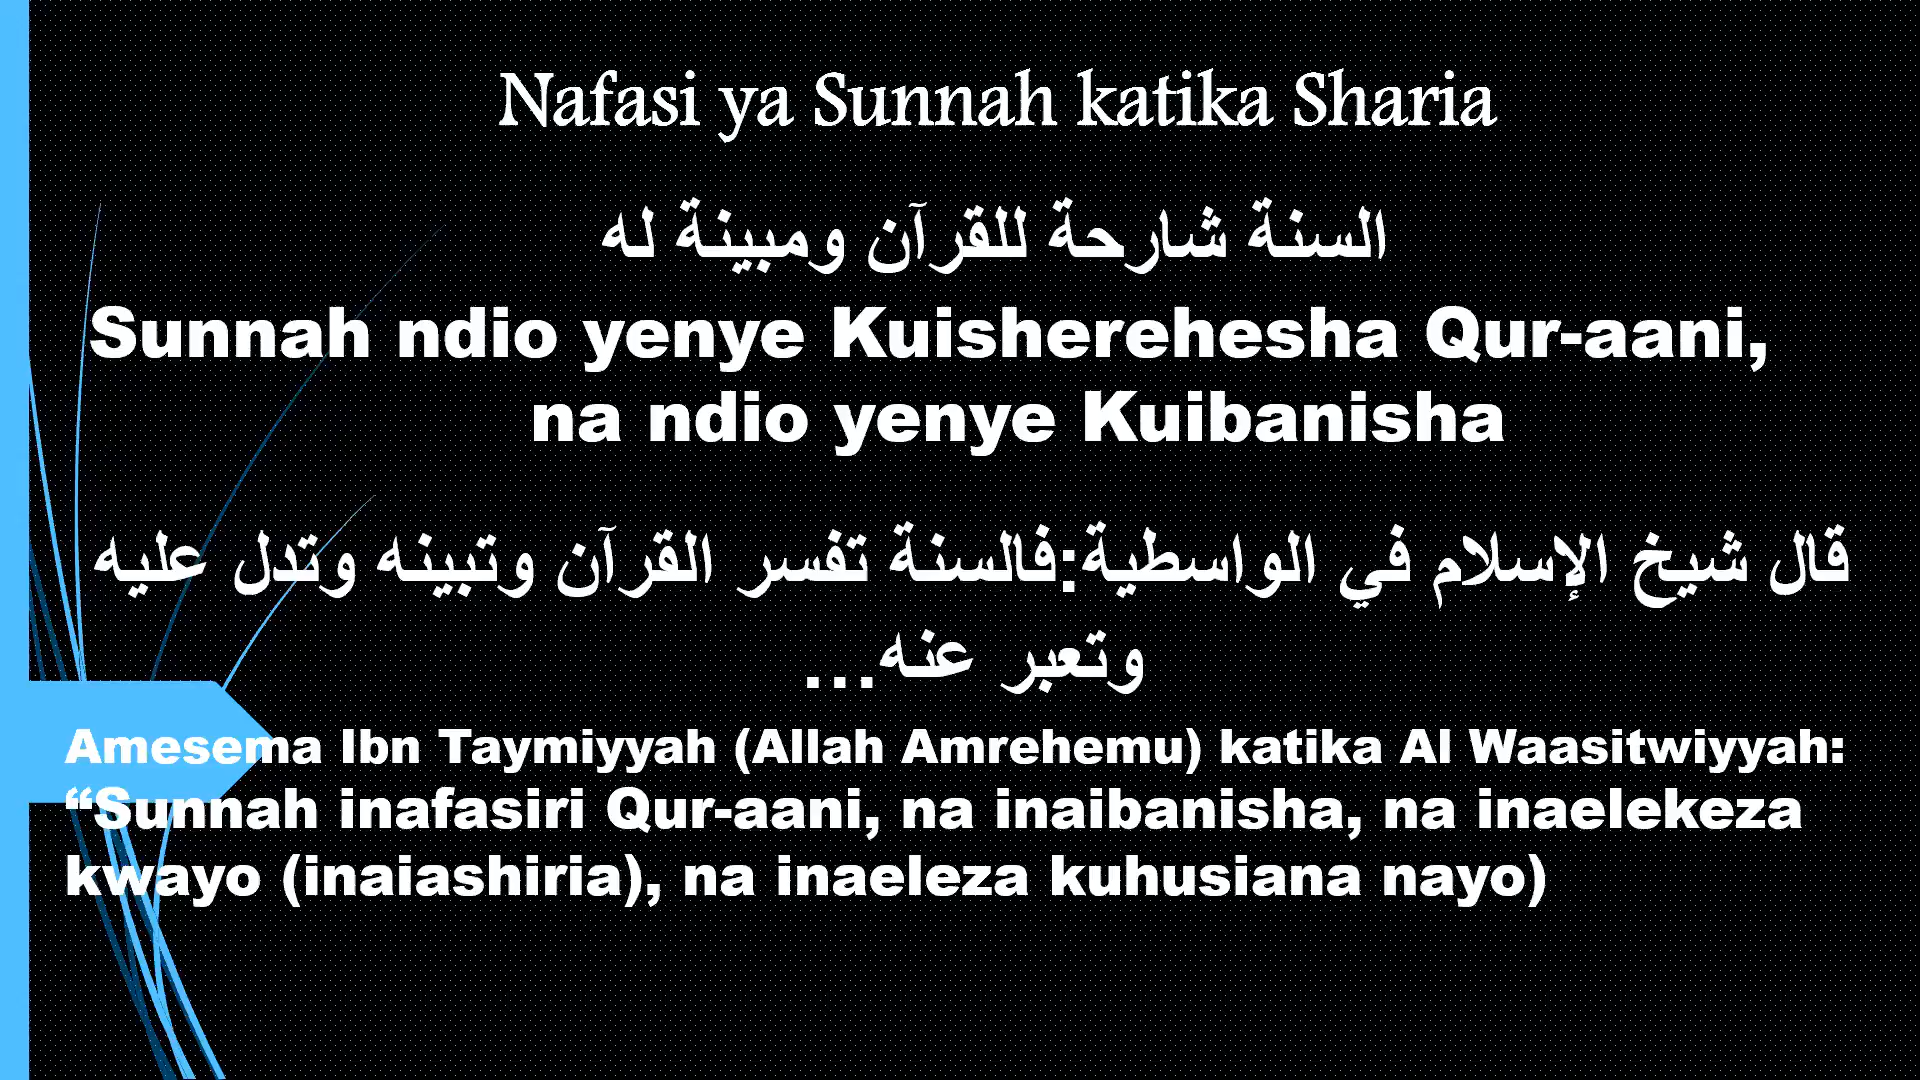 Nafasi ya Sunnah katika Sharia
السنة شارحة للقرآن ومبينة له
Sunnah ndio yenye Kuisherehesha Qur-aani,
na ndio yenye Kuibanisha
قال شيخ الإسلام في الواسطية:فالسنة تفسر القرآن وتبينه وتدل عليه
وتعبر عنه...
Amesema Ibn Taymiyyah (Allah Amrehemu) katika Al Waasitwiyyah:
“Sunnah inafasiri Qur-aani, na inaibanisha, na inaelekeza
kwayo (inaiashiria), na inaeleza kuhusiana nayo)